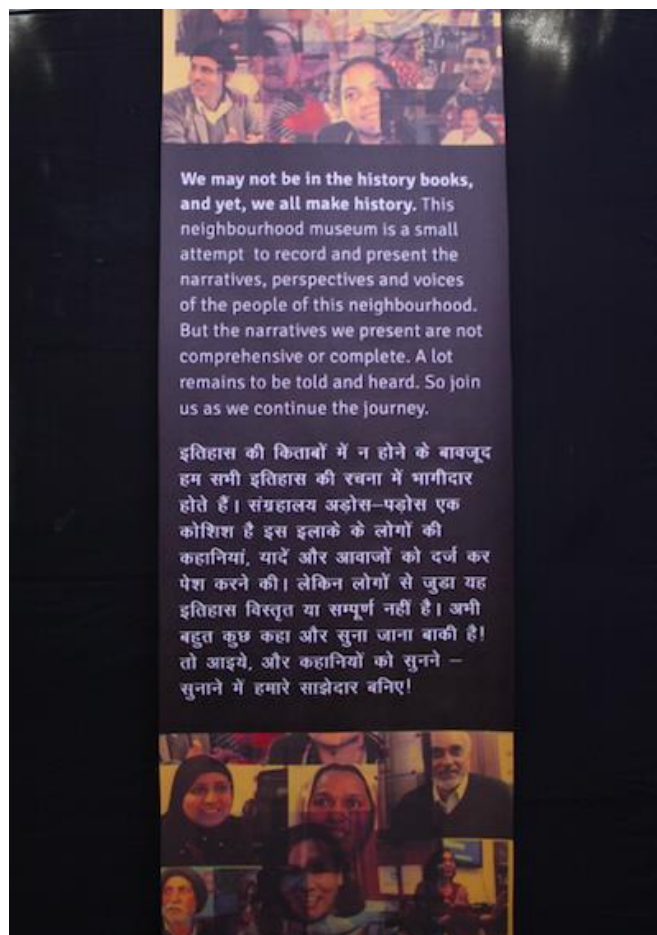 We may not be in the history books,
and yet, we all make history. This
neighbourhood museum is a small
attempt to record and present the
narratives, perspectives and voices
of the people of this neighbourhood.
But the narratives we present are not
comprehensive or complete. A lot
remains to be told and heard. So join
us as we continue the journey.
इतिहास की किताबों में न होने के बावजूद
हम सभी इतिहास की रचना में भागीदार
होते हैं। संग्रहालय अड़ोस–पड़ोस एक
कोशिश है इस इलाके के लोगों की
कहानियां, यादें और आवाजों को दर्ज कर
पेश करने की। लेकिन लोगों से जुडा यह
इतिहास विस्तृत या सम्पूर्ण नहीं है। अभी
बहुत कुछ कहा और सुना जाना बाकी है!
तो आइये, और कहानियों को सुनने –
सुनाने में हमारे साझेदार बनिए!